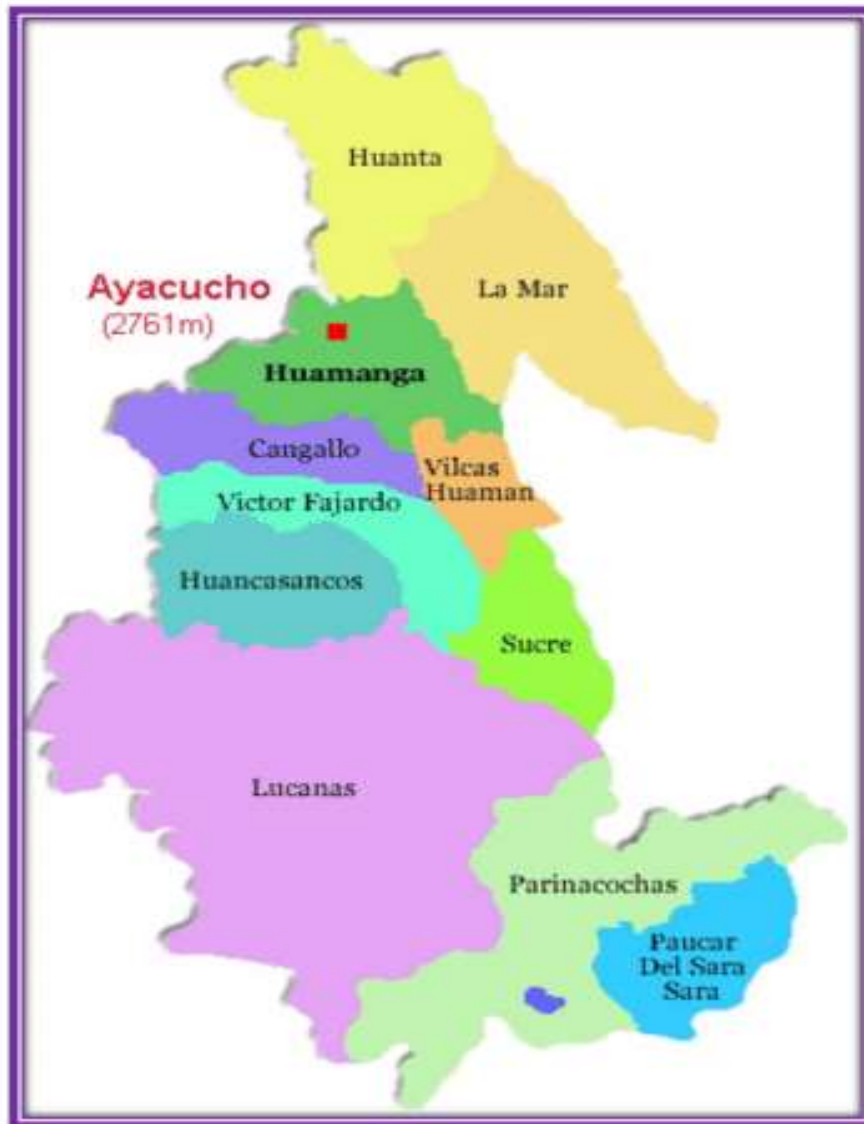 Huanta
La Mar
Ayacucho
(2761m)
Huamanga
Cangallo
Vilcas
Huaman
Victor Fajardo
Huancasancos
Sucre
Lucanas
Parinacochas
Paucar
Del Sara
Sara